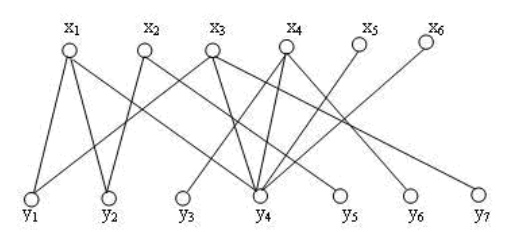 x₁ x₂ x₃ x₄ x₅ x₆
y₁ y₂ y₃ y₄ y₅ y₆ y₇